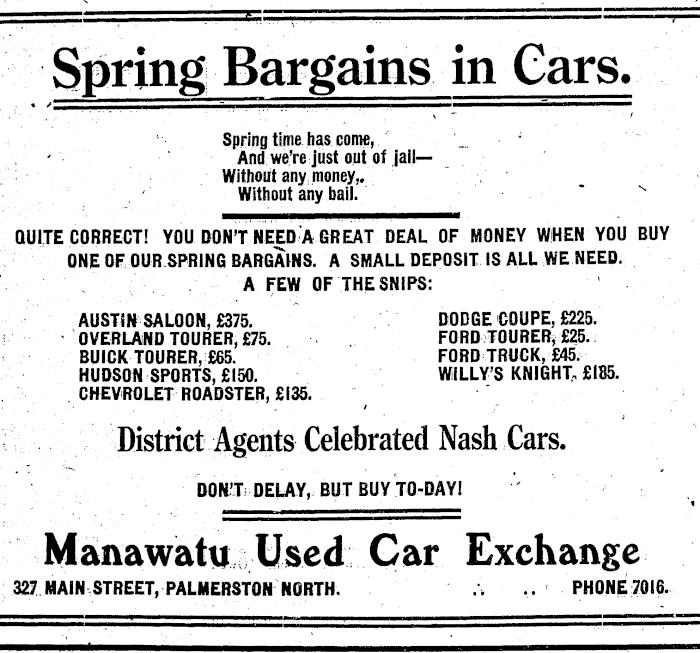 Spring Bargains in Cars.
Spring time has come,
And we're just out of jail—
Without any money,.
Without any bail.
QUITE CORRECT! YOU DON'T NEED A GREAT DEAL OF MONEY WHEN YOU BUY
ONE OF OUR SPRING BARGAINS. A SMALL DEPOSIT IS ALL WE NEED.
A FEW OF THE SNIPS:
AUSTIN SALOON, £375.
OVERLAND TOURER, £75.
BUICK TOURER, £65.
HUDSON SPORTS, £150.
CHEVROLET ROADSTER, £135.
DODGE COUPE, £225.
FORD TOURER, £25.
FORD TRUCK, £45.
WILLY'S KNIGHT, £185.
District Agents Celebrated Nash Cars.
DON'T DELAY, BUT BUY TO-DAY!
Manawatu Used Car Exchange
327 MAIN STREET, PALMERSTON NORTH. .. .. PHONE 7016.